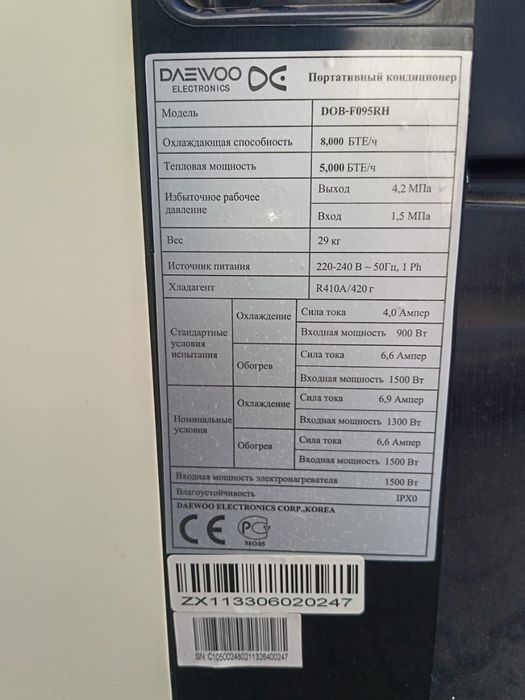 DAEWOO
ELECTRONICS
Портативный кондиционер
Модель DOB-F095RH
Охлаждающая способность 8,000 БТЕ/ч
Тепловая мощность 5,000 БТЕ/ч
Избыточное рабочее давление Выход 4,2 МПа
Вход 1,5 МПа
Вес 29 кг
Источник питания 220-240 В ~ 50Гц, 1 Ph
Хладагент R410A/420 г
Стандартные условия испытания Охлаждение Сила тока 4,0 Ампер
Входная мощность 900 Вт
Обогрев Сила тока 6,6 Ампер
Входная мощность 1500 Вт
Номинальные условия Охлаждение Сила тока 6,9 Ампер
Входная мощность 1300 Вт
Обогрев Сила тока 6,6 Ампер
Входная мощность 1500 Вт
Входная мощность электронагревателя 1500 Вт
Влагоустойчивость IPX0
DAEWOO ELECTRONICS CORP.,KOREA
CE
МО05
ZX113306020247
SN:C105002460211326400247